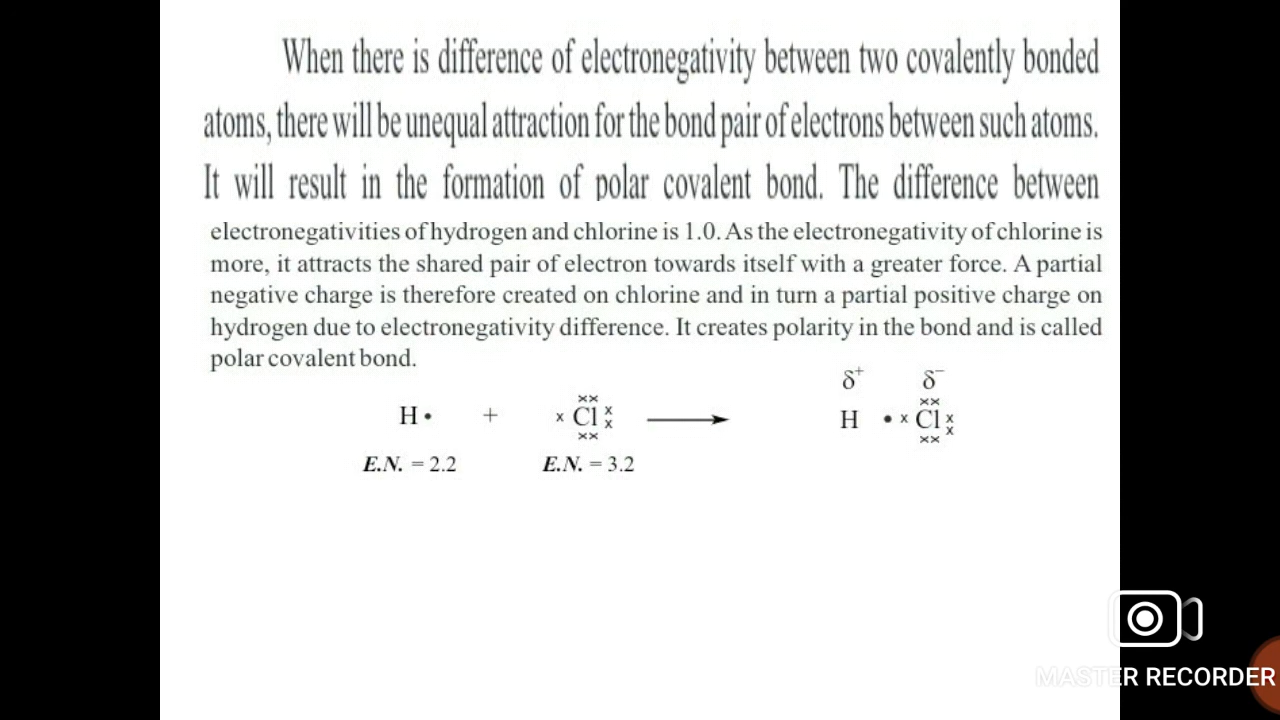 When there is difference of electronegativity between two covalently bonded
atoms, there will be unequal attraction for the bond pair of electrons between such atoms.
It will result in the formation of polar covalent bond. The difference between
electronegativities of hydrogen and chlorine is 1.0. As the electronegativity of chlorine is
more, it attracts the shared pair of electron towards itself with a greater force. A partial
negative charge is therefore created on chlorine and in turn a partial positive charge on
hydrogen due to electronegativity difference. It creates polarity in the bond and is called
polar covalent bond.
δ⁺ δ⁻
xx xx
H • + x Cl x x ⟶ H • x Cl x x
xx xx
E.N. = 2.2 E.N. = 3.2
MASTER RECORDER